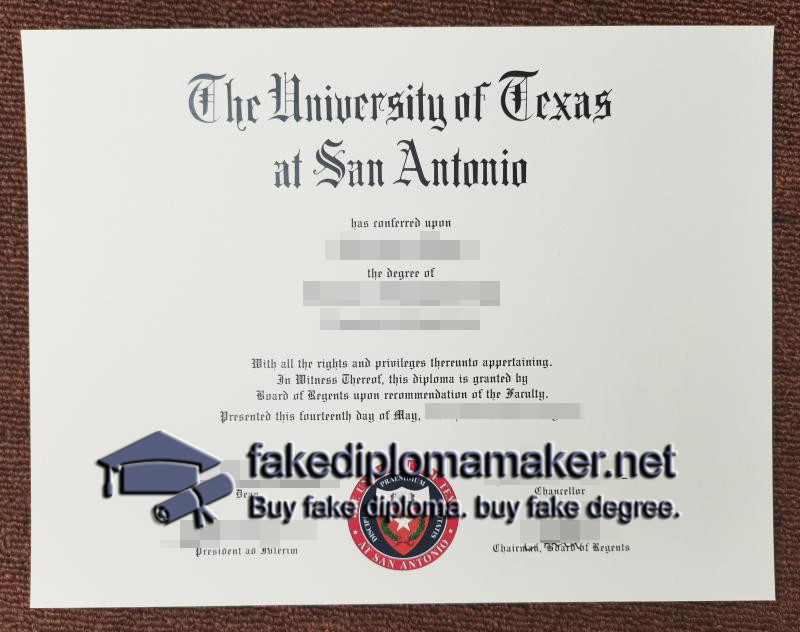 The University of Texas
at San Antonio
has conferred upon
the degree of
With all the rights and privileges thereunto appertaining.
In Witness Thereof, this diploma is granted by
Board of Regents upon recommendation of the Faculty.
Presented this fourteenth day of May,
fakediplomamaker.net
Buy fake diploma. buy fake degree.
Dean
Chancellor
PRAESIDIUM
AT SAN ANTONIO
President ad Interim
Chairman, Board of Regents